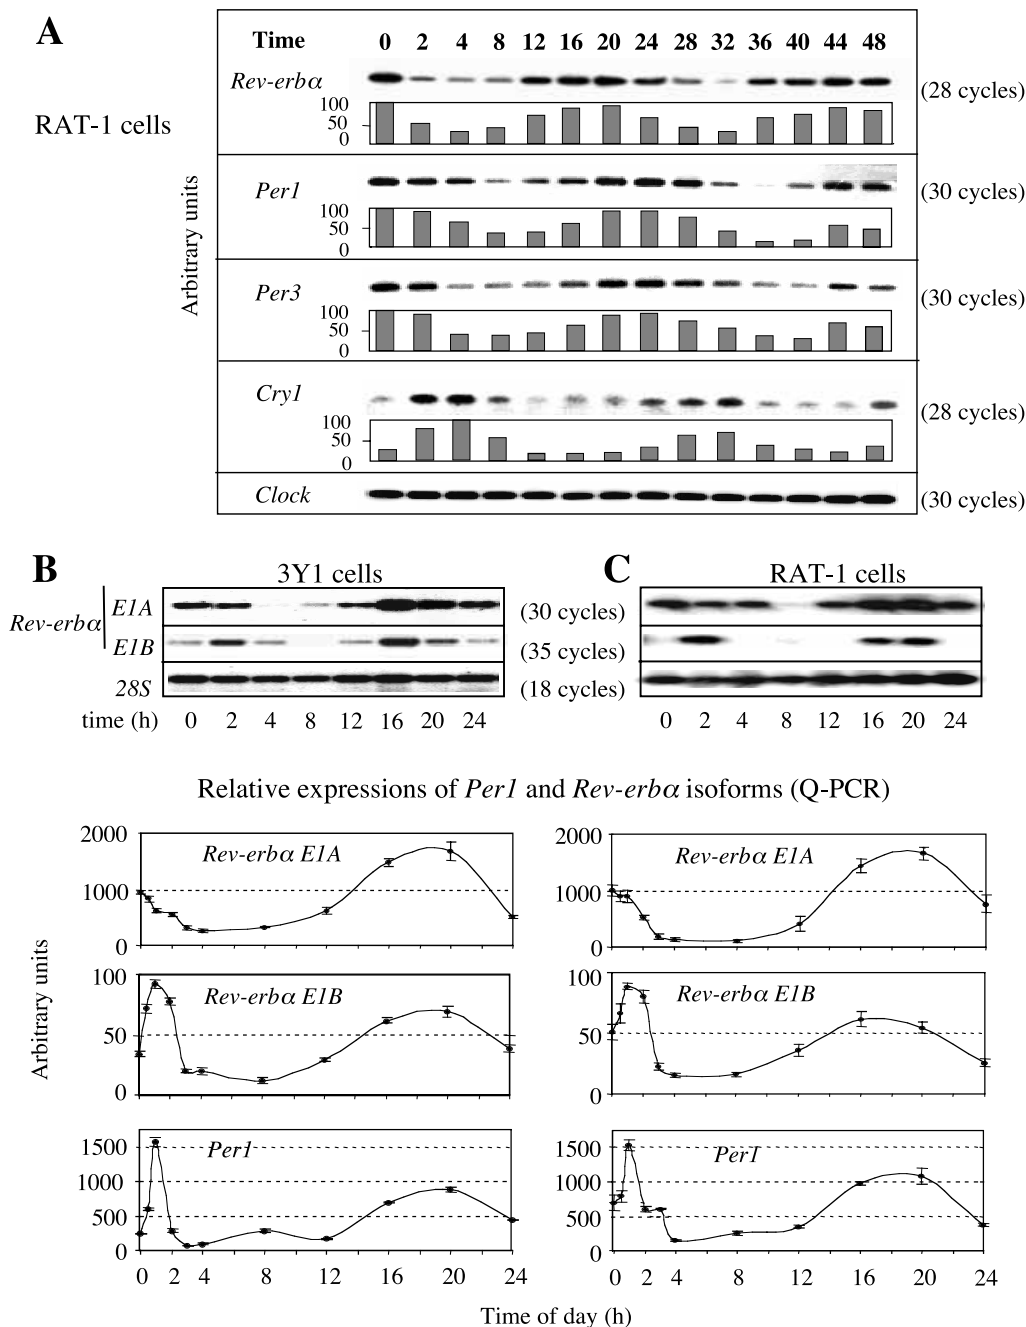 A
RAT-1 cells
Arbitrary units
Time 0 2 4 8 12 16 20 24 28 32 36 40 44 48
Rev-erbα (28 cycles)
100
50
0
Per1 (30 cycles)
100
50
0
Per3 (30 cycles)
100
50
0
Cry1 (28 cycles)
100
50
0
Clock (30 cycles)
B 3Y1 cells
Rev-erbα
E1A (30 cycles)
E1B (35 cycles)
28S (18 cycles)
time (h) 0 2 4 8 12 16 20 24
C RAT-1 cells
0 2 4 8 12 16 20 24
Relative expressions of Per1 and Rev-erbα isoforms (Q-PCR)
Arbitrary units
2000
1000
0
Rev-erbα E1A
2000
1000
0
Rev-erbα E1A
100
50
0
Rev-erbα E1B
100
50
0
Rev-erbα E1B
1500
1000
500
0
Per1
1500
1000
500
0
Per1
0 2 4 8 12 16 20 24
0 2 4 8 12 16 20 24
Time of day (h)